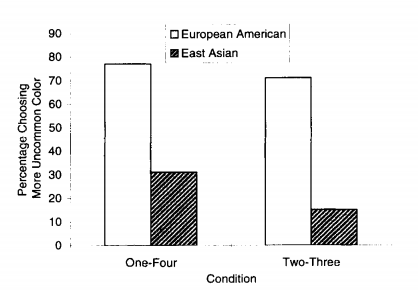 90
80
70
60
50
40
30
20
10
0
Percentage Choosing
More Uncommon Color
European American
East Asian
One-Four
Two-Three
Condition